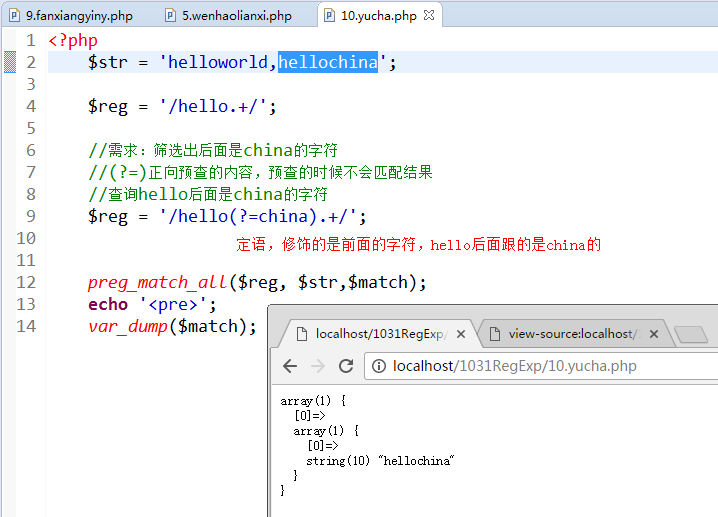 9.fanxiangyiny.php 5.wenhaolianxi.php 10.yucha.php
1 <?php
2 $str = 'helloworld,hellochina';
3
4 $reg = '/hello.+/';
5
6 //需求：筛选出后面是china的字符
7 //(?=)正向预查的内容，预查的时候不会匹配结果
8 //查询hello后面是china的字符
9 $reg = '/hello(?=china).+/';
10
定语，修饰的是前面的字符，hello后面跟的是china的
11
12 preg_match_all($reg, $str,$match);
13 echo '<pre>';
14 var_dump($match);
localhost/1031RegExp/ view-source:localhost/
localhost/1031RegExp/10.yucha.php
array(1) {
[0]=>
array(1) {
[0]=>
string(10) "hellochina"
}
}